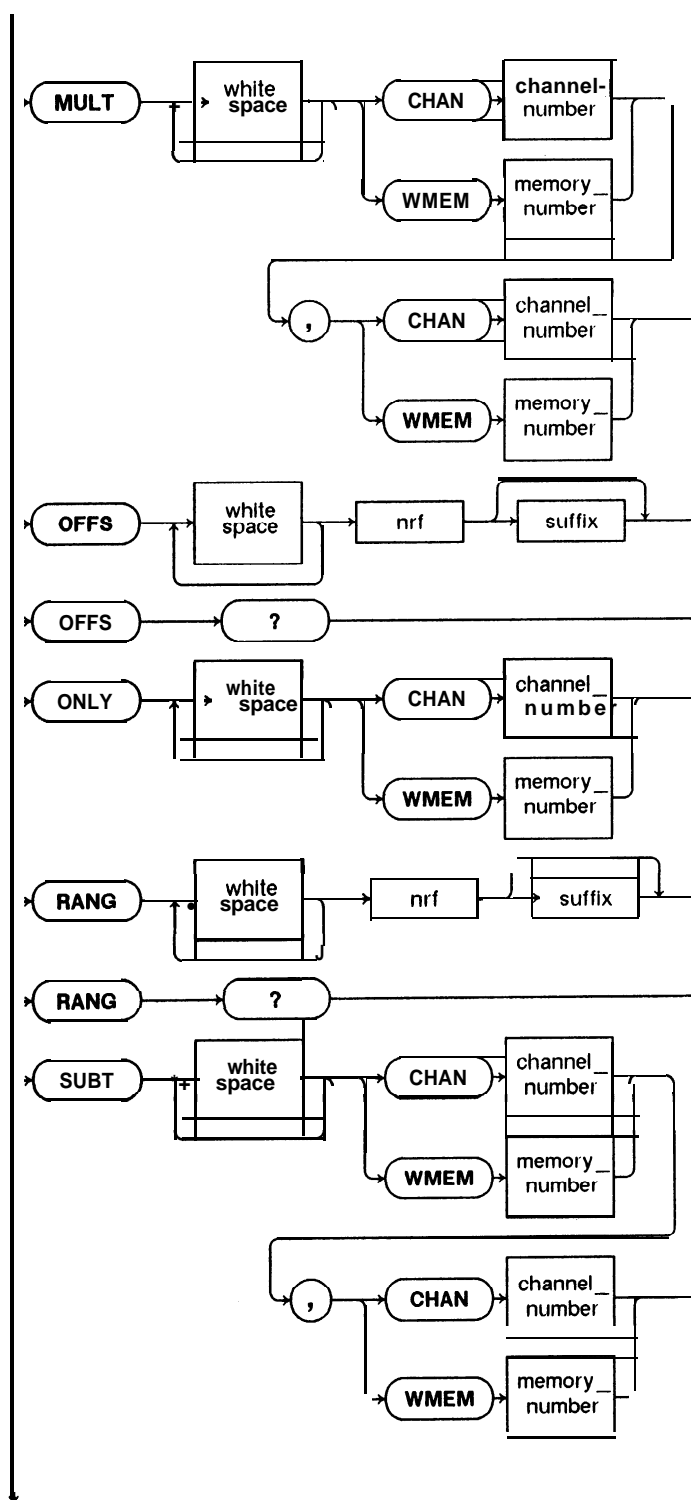 MULT white space CHAN channel-number
WMEM memory_number
, CHAN channel_number
WMEM memory_number
OFFS white space nrf suffix
OFFS ?
ONLY white space CHAN channel_numbe
WMEM memory_number
RANG white space nrf suffix
RANG ?
SUBT white space CHAN channel_number
WMEM memory_number
, CHAN channel_number
WMEM memory_number